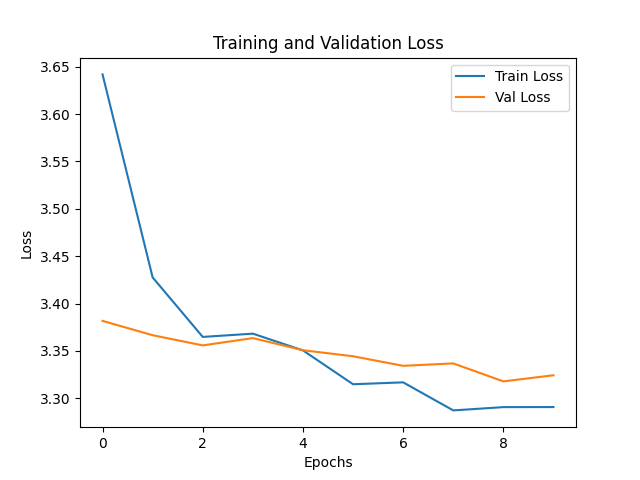 Training and Validation Loss
3.65
3.60
3.55
3.50
3.45
3.40
3.35
3.30
Loss
0
2
4
6
8
Epochs
Train Loss
Val Loss